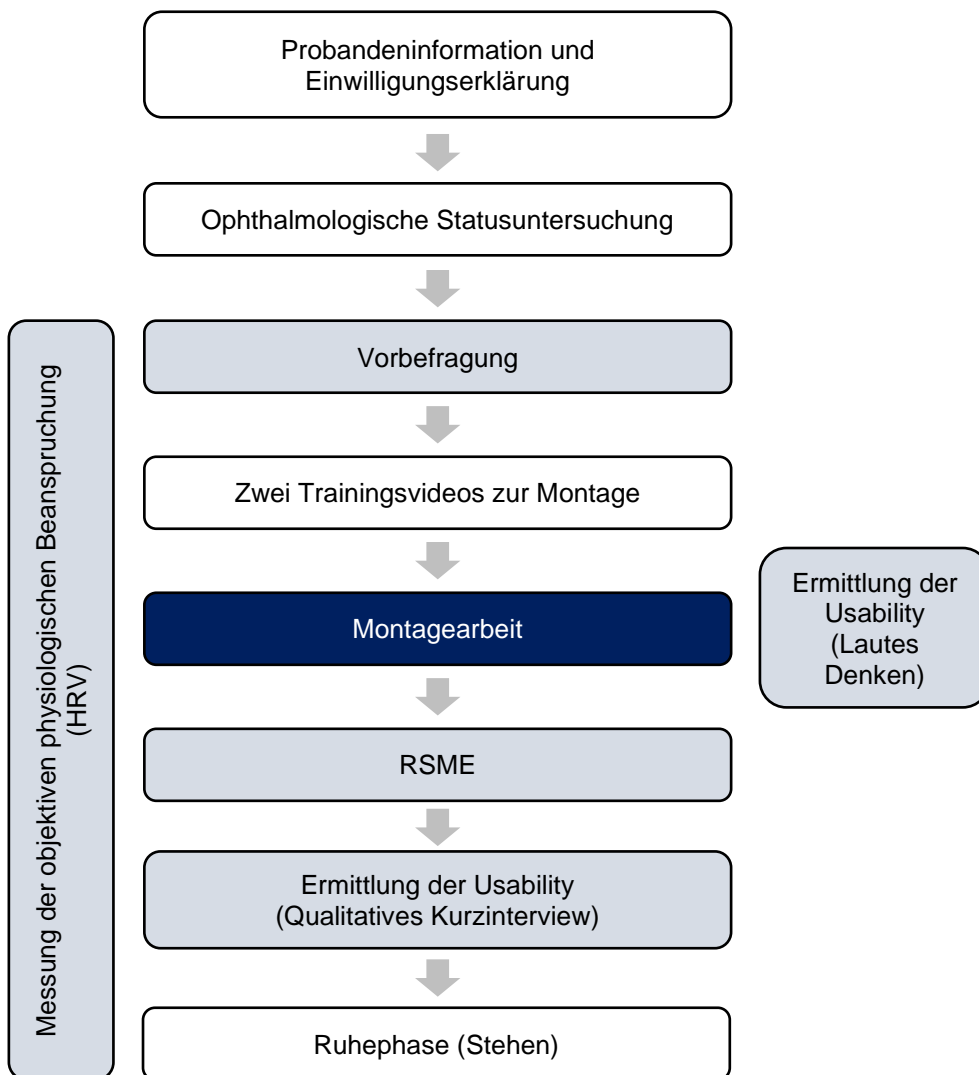 Probandeninformation und
Einwilligungserklärung
Ophthalmologische Statusuntersuchung
Messung der objektiven physiologischen Beanspruchung
(HRV)
Vorbefragung
Zwei Trainingsvideos zur Montage
Montagearbeit
Ermittlung der
Usability
(Lautes
Denken)
RSME
Ermittlung der Usability
(Qualitatives Kurzinterview)
Ruhephase (Stehen)